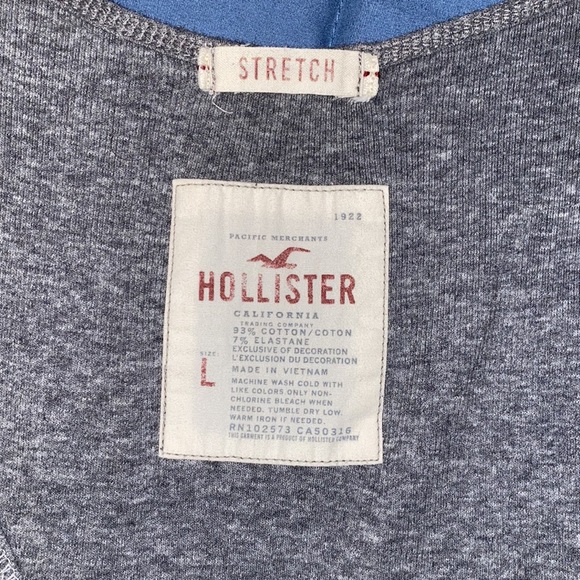 STRETCH
1922
PACIFIC MERCHANTS
HOLLISTER
CALIFORNIA
TRADING COMPANY
93% COTTON/COTON
7% ELASTANE
EXCLUSIVE OF DECORATION
L'EXCLUSION DU DECORATION
MADE IN VIETNAM
SIZE:
L
MACHINE WASH COLD WITH
LIKE COLORS ONLY NON-
CHLORINE BLEACH WHEN
NEEDED. TUMBLE DRY LOW.
WARM IRON IF NEEDED.
RN102573 CA50316
THIS GARMENT IS A PRODUCT OF HOLLISTER COMPANY